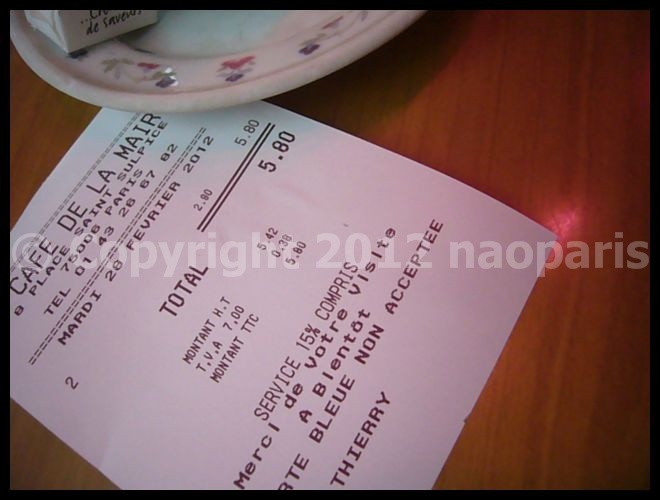 de saveurs
CAFE DE LA MAIR
8 PLACE SAINT SULPICE
75006 PARIS
TEL 01 43 26 67 82
MARDI 28 FEVRIER 2012
2 2.90 5.80
TOTAL 5.80
MONTANT H.T 5.42
T.V.A 7.00 0.38
MONTANT TTC 5.80
SERVICE 15% COMPRIS
Merci de votre visite
A Bientôt
RTE BLEUE NON ACCEPTEE
THIERRY
© Copyright 2012 naoparis